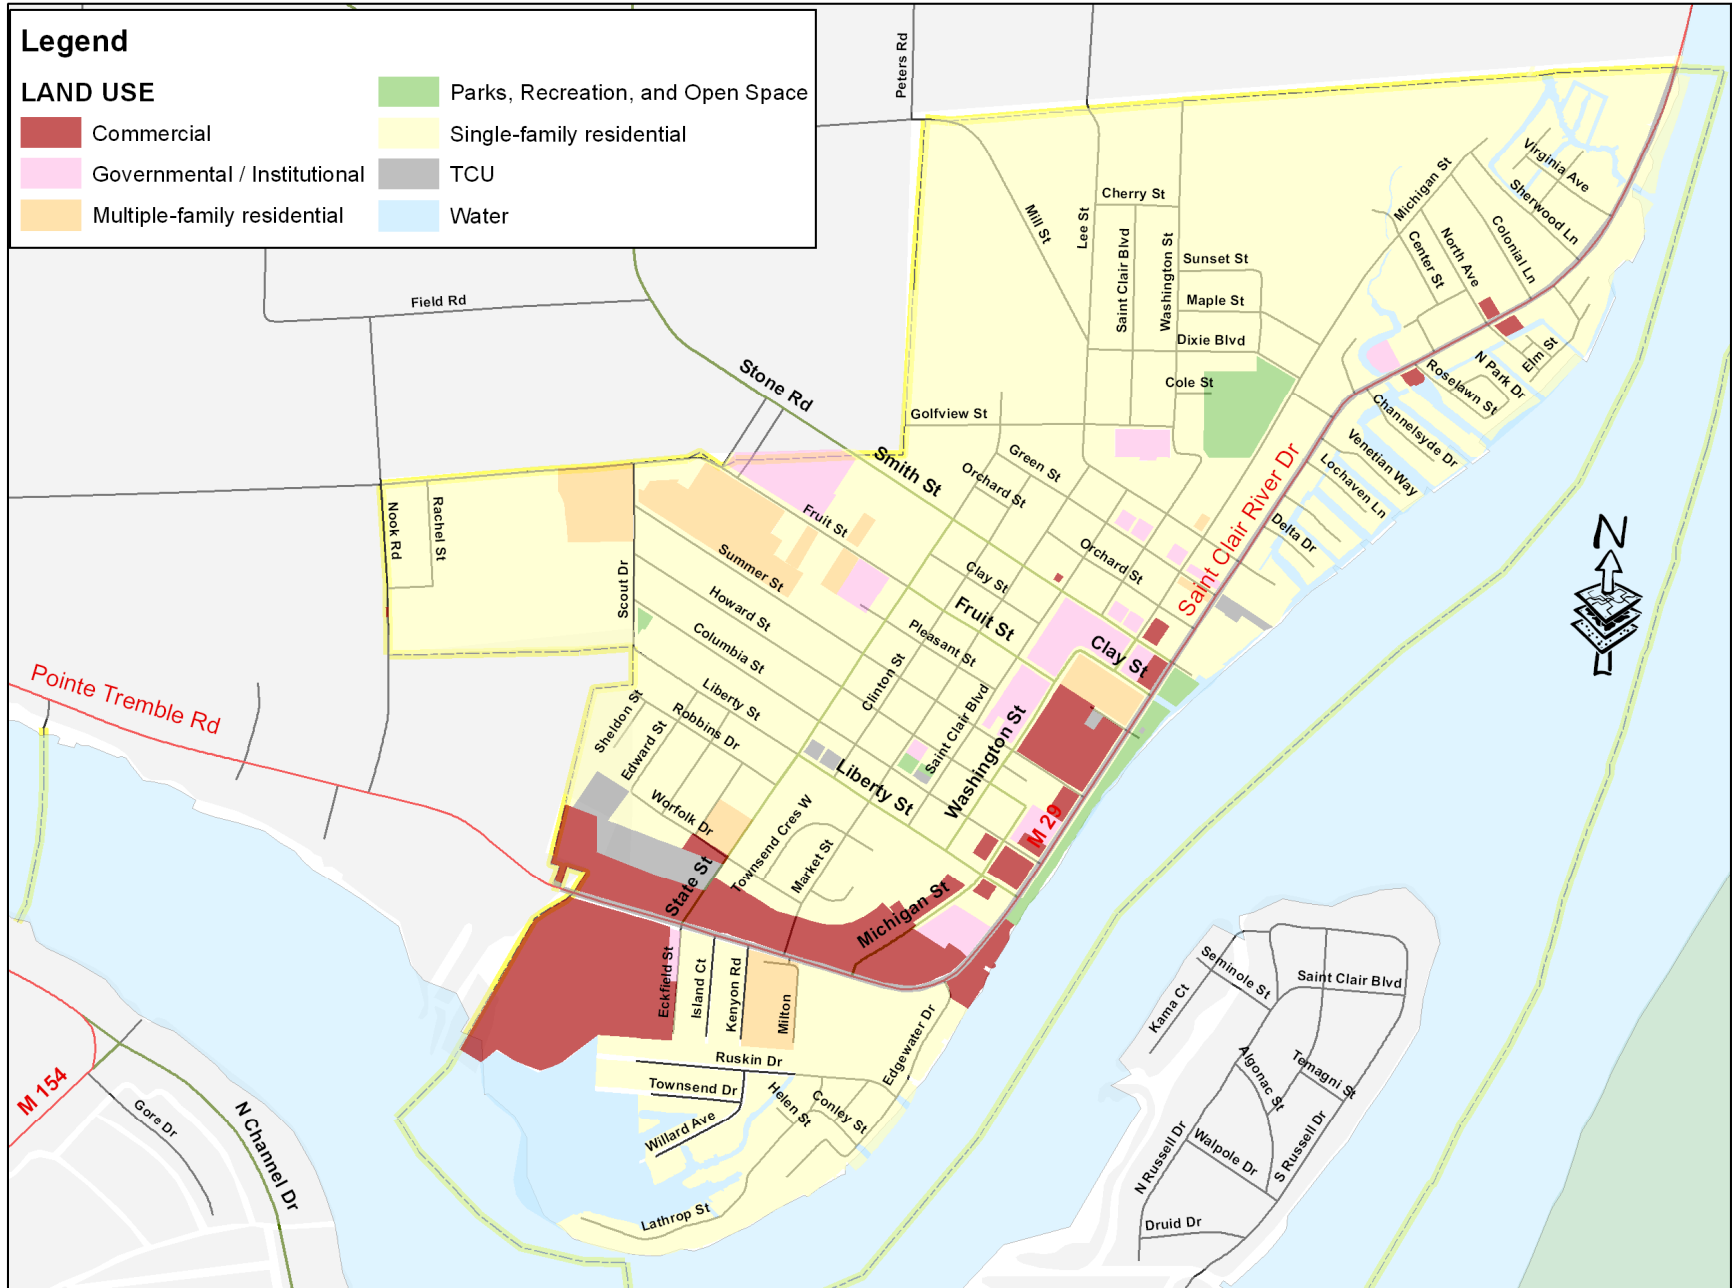 Legend
LAND USE
Commercial
Governmental / Institutional
Multiple-family residential
Parks, Recreation, and Open Space
Single-family residential
TCU
Water
Peters Rd
Field Rd
Stone Rd
Mill St
Lee St
Cherry St
Saint Clair Blvd
Washington St
Sunset St
Maple St
Dixie Blvd
Cole St
Golfview St
Michigan St
Virginia Ave
Sherwood Ln
Colonial Ln
North Ave
Center St
Elm St
N Park Dr
Roselawn St
Channelsyde Dr
Venetian Way
Lochaven Ln
Delta Dr
Saint Clair River Dr
N
Smith St
Green St
Orchard St
Orchard St
Nook Rd
Rachel St
Scout Dr
Fruit St
Summer St
Howard St
Columbia St
Liberty St
Robbins Dr
Sheldon St
Edward St
Worfolk Dr
Clay St
Fruit St
Pleasant St
Clay St
Clinton St
Saint Clair Blvd
Washington St
Liberty St
M 29
Townsend Cres W
Market St
State St
Michigan St
Pointe Tremble Rd
Eckfield St
Island Ct
Kenyon Rd
Milton
Edgewater Dr
Ruskin Dr
Townsend Dr
Willard Ave
Helen St
Conley St
Lathrop St
M 154
Gore Dr
N Channel Dr
Seminole St
Saint Clair Blvd
Kama Ct
Algonac St
Temagni St
N Russell Dr
Walpole Dr
S Russell Dr
Druid Dr